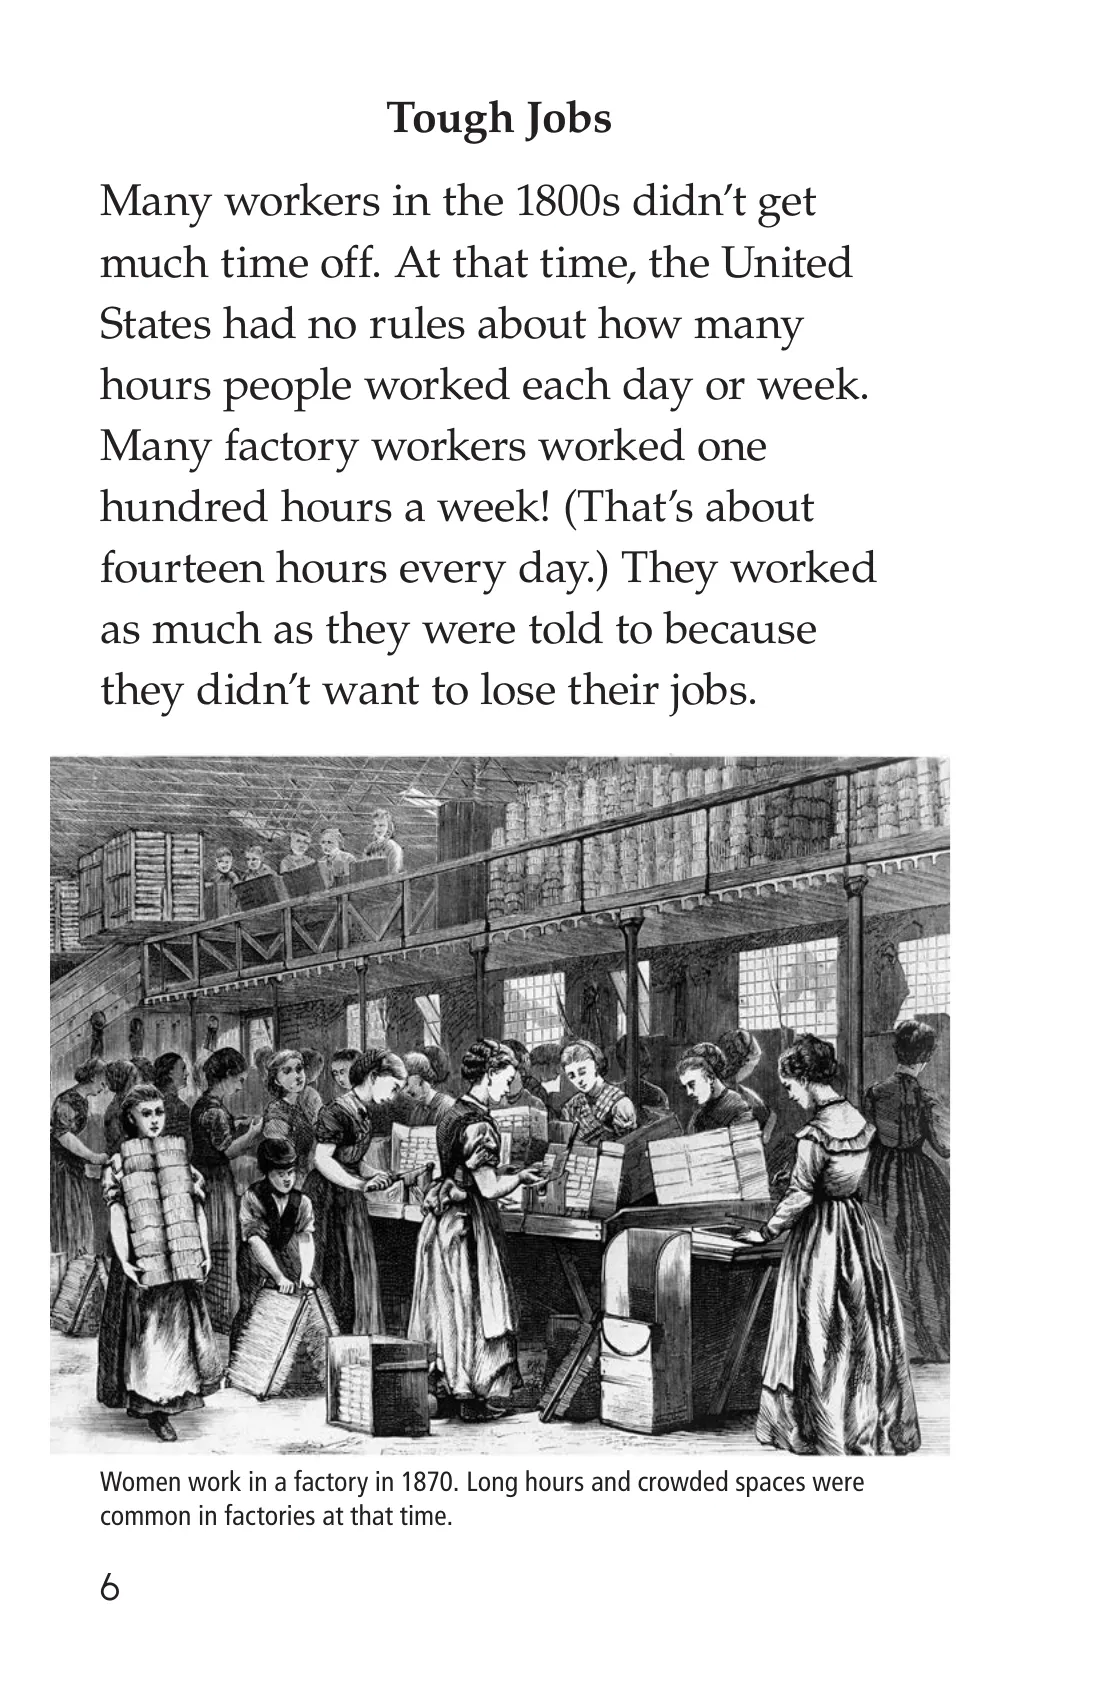 Tough Jobs
Many workers in the 1800s didn’t get
much time off. At that time, the United
States had no rules about how many
hours people worked each day or week.
Many factory workers worked one
hundred hours a week! (That’s about
fourteen hours every day.) They worked
as much as they were told to because
they didn’t want to lose their jobs.
Women work in a factory in 1870. Long hours and crowded spaces were
common in factories at that time.
6